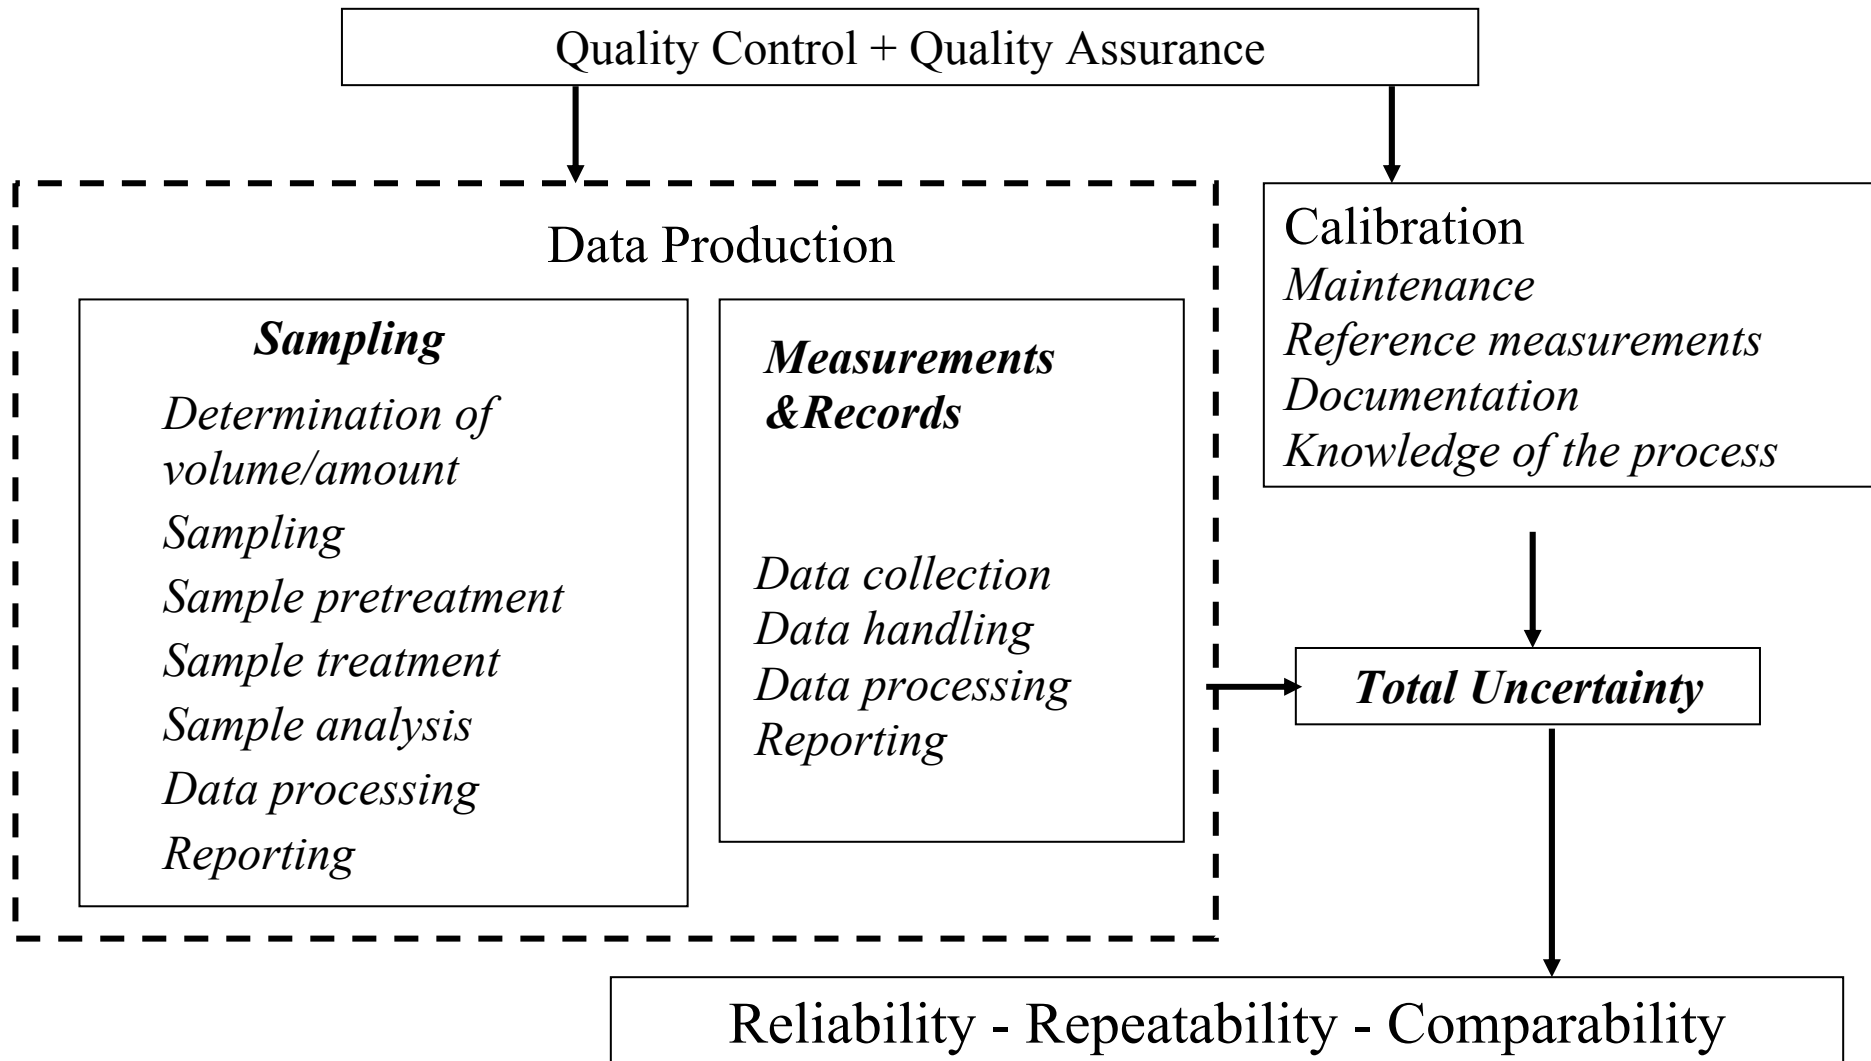 Quality Control + Quality Assurance
Data Production
Sampling
Determination of
volume/amount
Sampling
Sample pretreatment
Sample treatment
Sample analysis
Data processing
Reporting
Measurements
&Records
Data collection
Data handling
Data processing
Reporting
Calibration
Maintenance
Reference measurements
Documentation
Knowledge of the process
Total Uncertainty
Reliability - Repeatability - Comparability